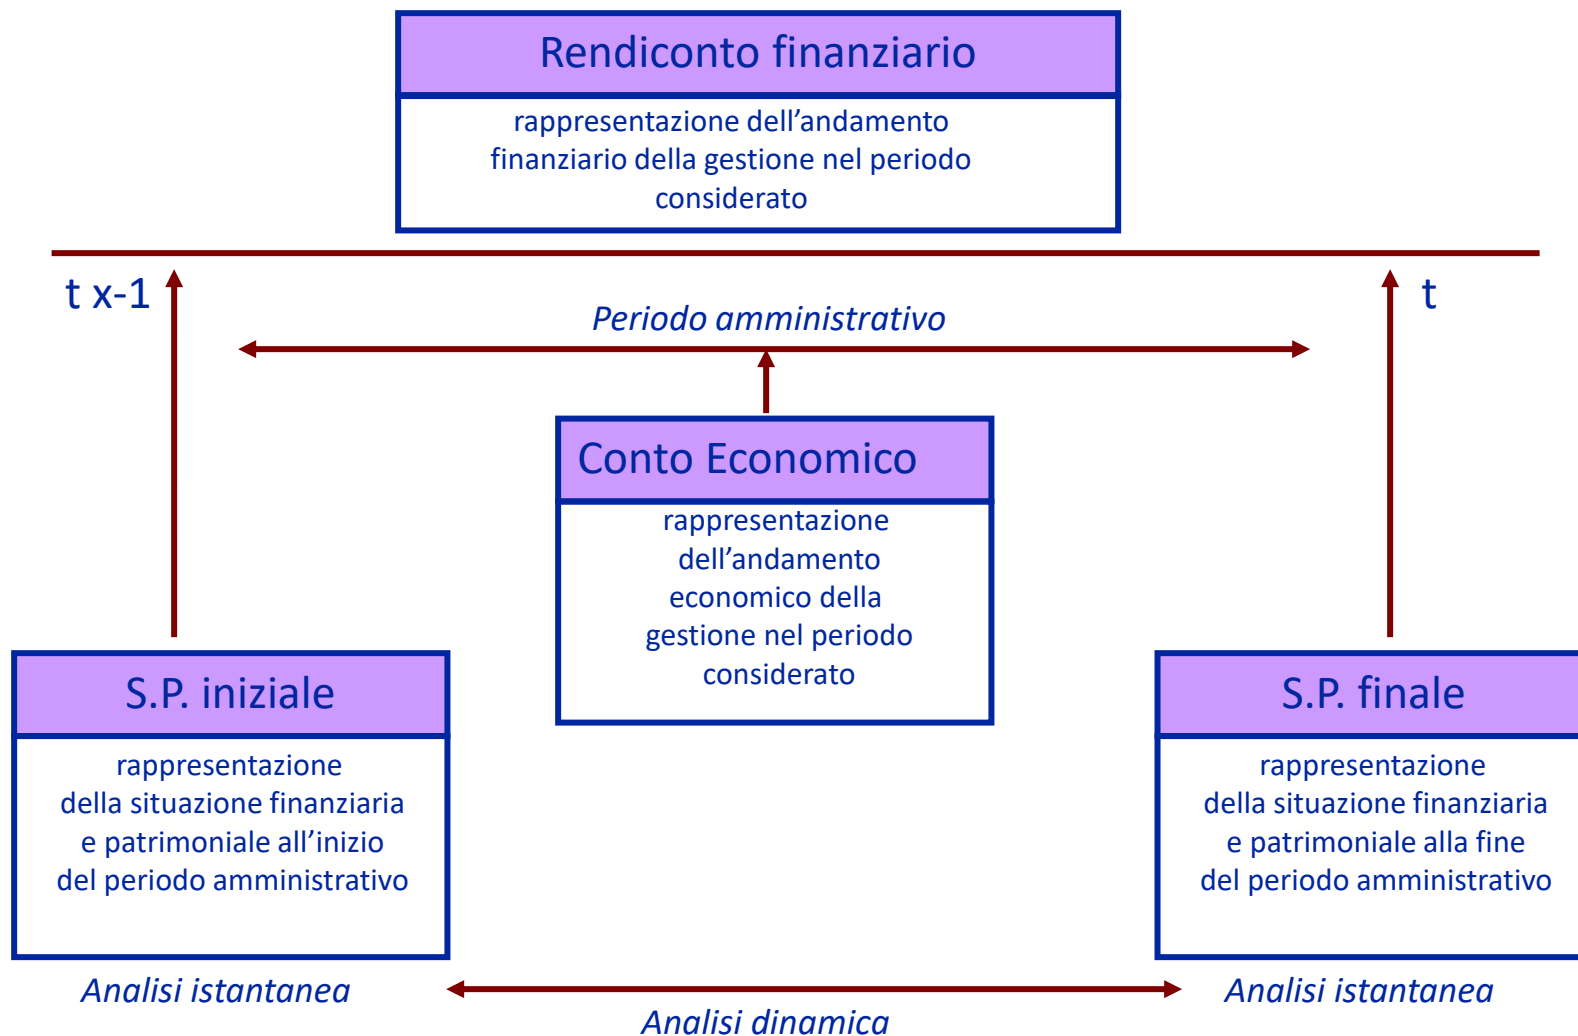 Rendiconto finanziario
rappresentazione dell’andamento
finanziario della gestione nel periodo
considerato
t x-1
t
Periodo amministrativo
Conto Economico
rappresentazione
dell’andamento
economico della
gestione nel periodo
considerato
S.P. iniziale
rappresentazione
della situazione finanziaria
e patrimoniale all’inizio
del periodo amministrativo
S.P. finale
rappresentazione
della situazione finanziaria
e patrimoniale alla fine
del periodo amministrativo
Analisi istantanea
Analisi dinamica
Analisi istantanea